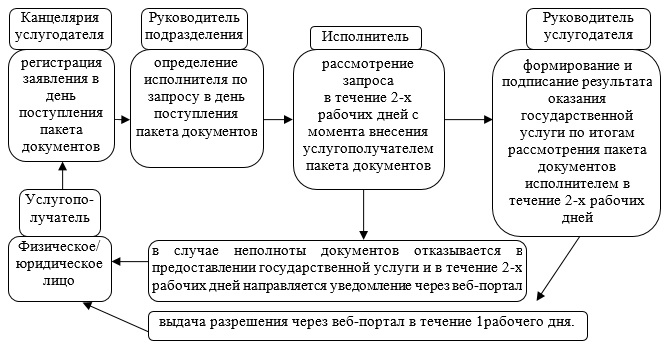 Канцелярия
услугодателя
регистрация
заявления в
день
поступления
пакета
документов
Руководитель
подразделения
определение
исполнителя по
запросу в день
поступления
пакета документов
Исполнитель
рассмотрение
запроса
в течение 2-х
рабочих дней с
момента внесения
услугополучателем
пакета документов
Руководитель
услугодателя
формирование и
подписание результата
оказания
государственной
услуги по итогам
рассмотрения пакета
документов
исполнителем в
течение 2-х рабочих
дней
Услугопо-
лучатель
Физическое/
юридическое
лицо
в случае неполноты документов отказывается в
предоставлении государственной услуги и в течение 2-х
рабочих дней направляется уведомление через веб-портал
выдача разрешения через веб-портал в течение 1рабочего дня.